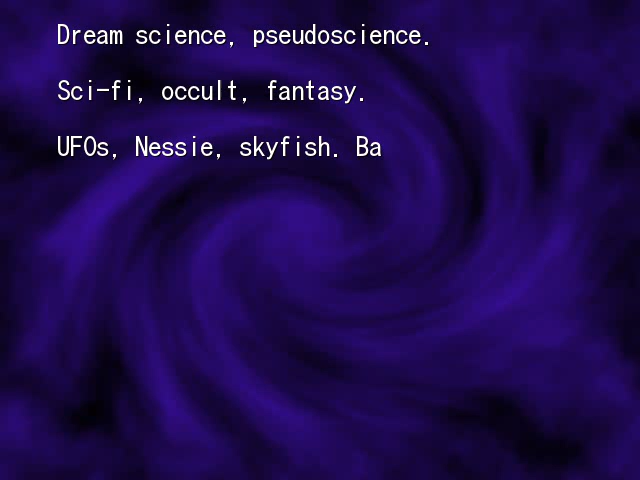 Dream science, pseudoscience.
Sci-fi, occult, fantasy.
UFOs, Nessie, skyfish. Ba